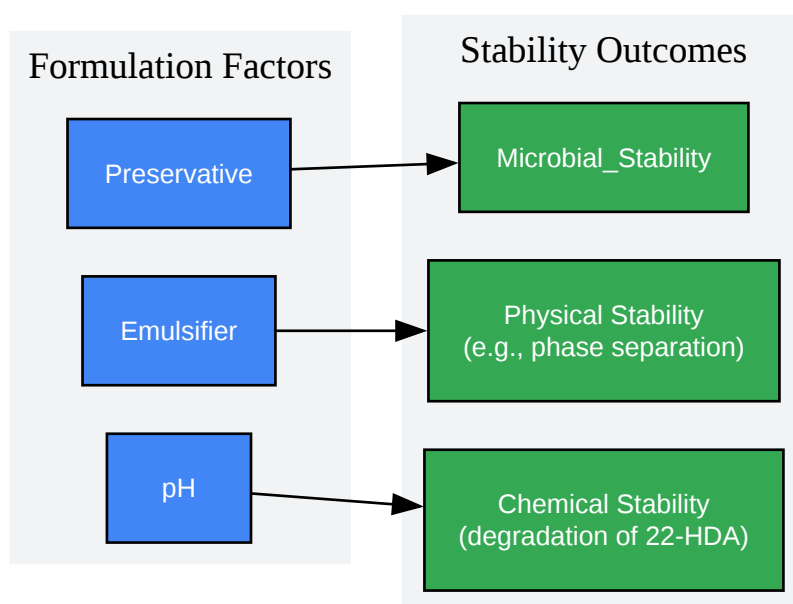 Formulation Factors
Preservative
Emulsifier
pH
Stability Outcomes
Microbial_Stability
Physical Stability
(e.g., phase separation)
Chemical Stability
(degradation of 22-HDA)